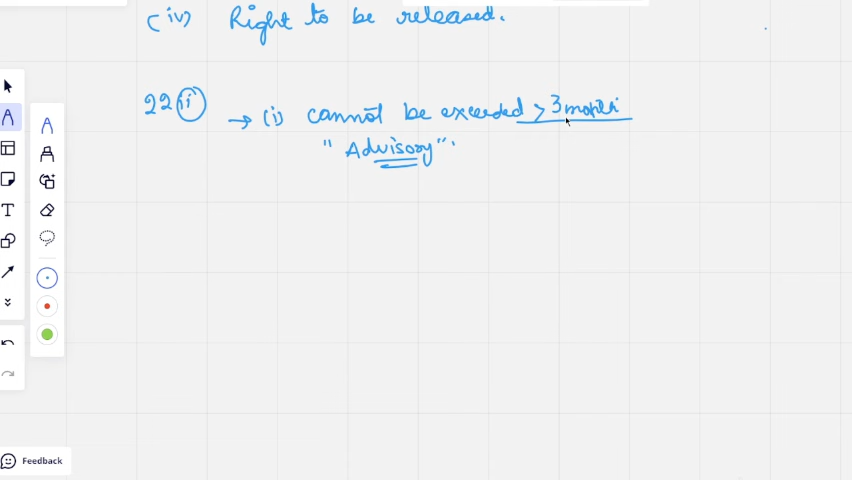 (iv) Right to be released.
22 (ii)
→ (i) cannot be exceeded > 3 months
" Advisory".
T
Feedback